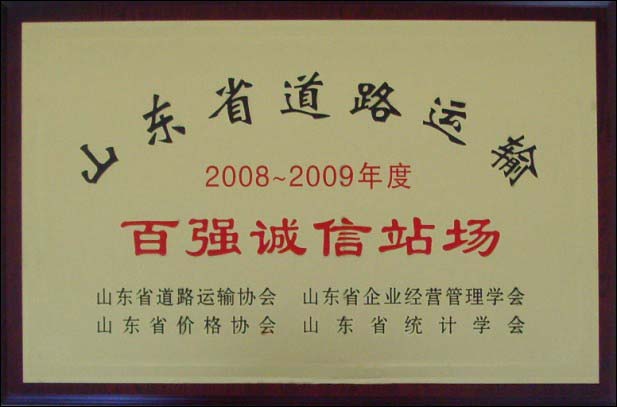 山东省道路运输
2008~2009年度
百强诚信站场
山东省道路运输协会 山东省企业经营管理学会
山东省价格协会 山东省统计学会